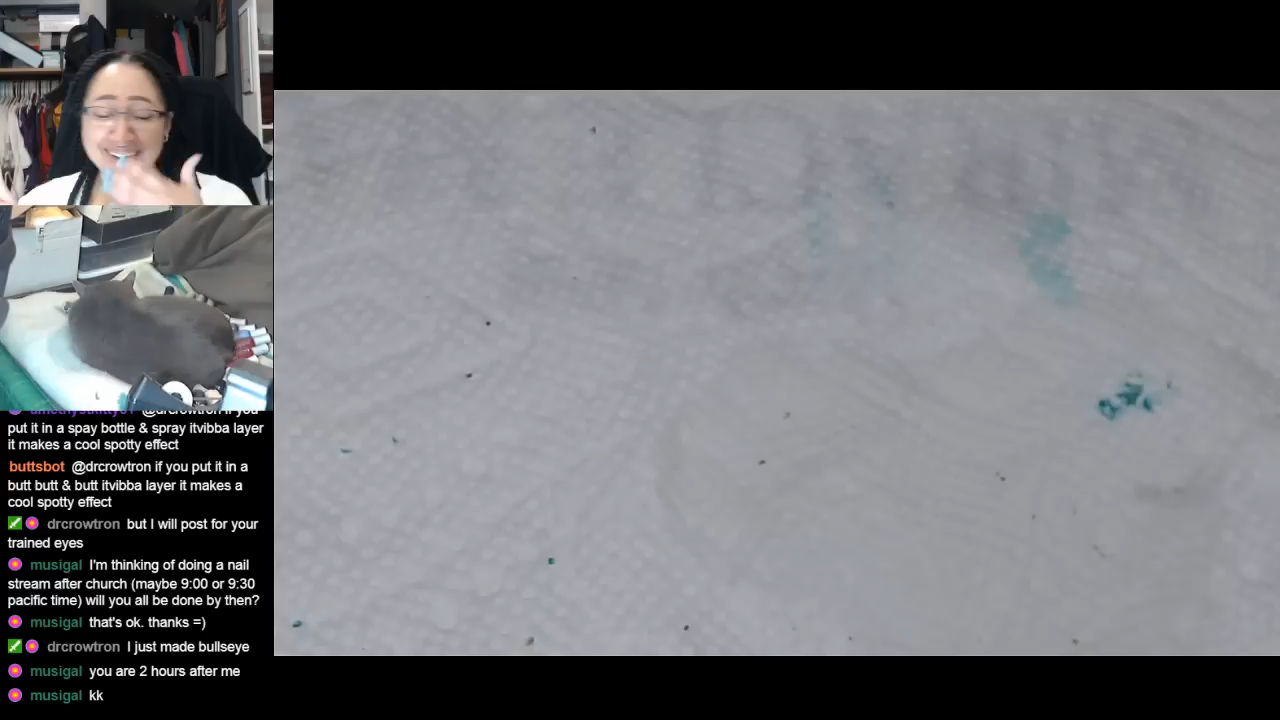 @drcrowtron if you
put it in a spay bottle & spray itvibba layer
it makes a cool spotty effect
buttsbot @drcrowtron if you put it in a
butt butt & butt itvibba layer it makes a
cool spotty effect
drcrowtron but I will post for your
trained eyes
musigal I'm thinking of doing a nail
stream after church (maybe 9:00 or 9:30
pacific time) will you all be done by then?
musigal that's ok. thanks =)
drcrowtron I just made bullseye
musigal you are 2 hours after me
musigal kk